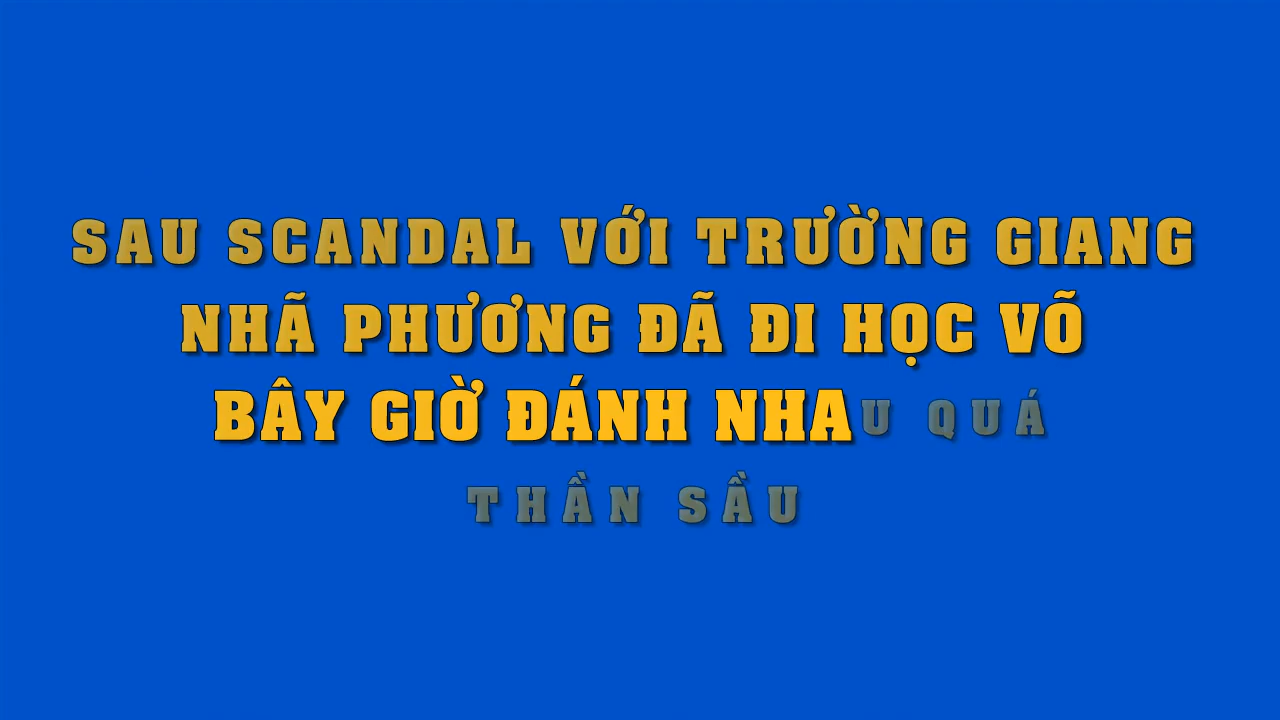 SAU SCANDAL VỚI TRƯỜNG GIANG
NHÃ PHƯƠNG ĐÃ ĐI HỌC VÕ
BÂY GIỜ ĐÁNH NHAU QUÁ
THẦN SẦU